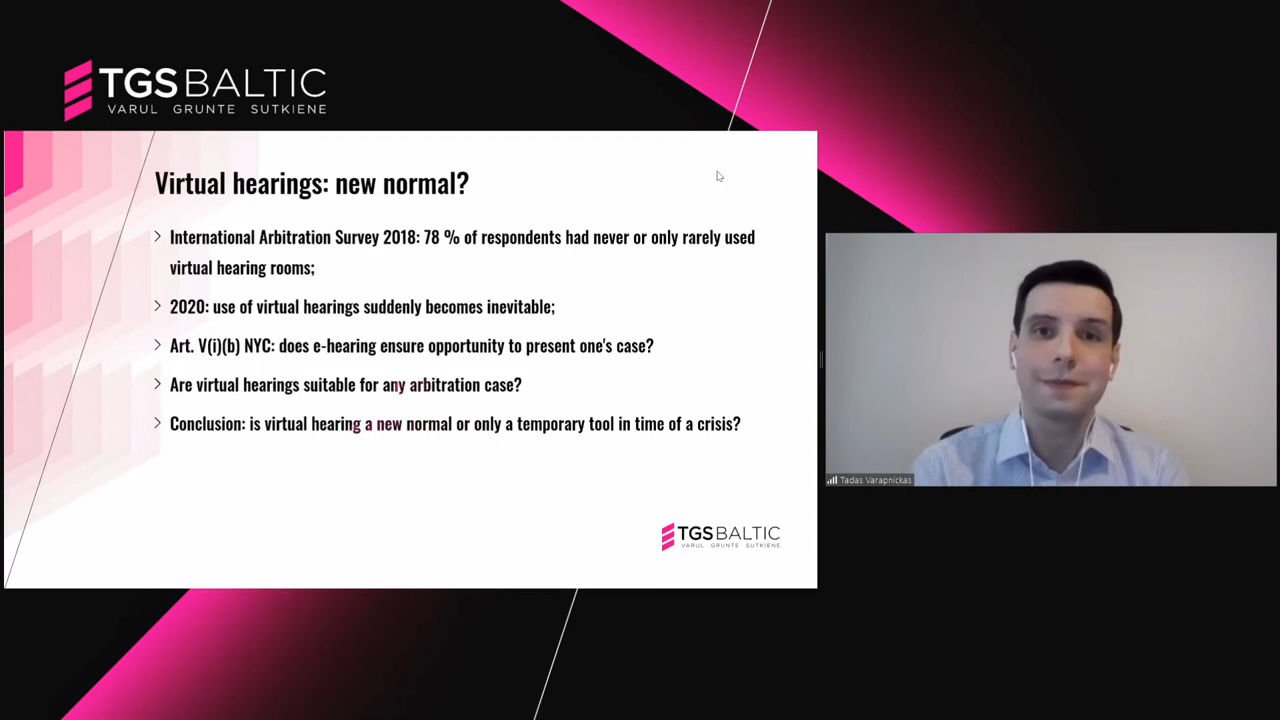 TGS BALTIC
VARUL GRUNTE SUTKIENE
Virtual hearings: new normal?
International Arbitration Survey 2018: 78 % of respondents had never or only rarely used
virtual hearing rooms;
2020: use of virtual hearings suddenly becomes inevitable;
Art. V(i)(b) NYC: does e-hearing ensure opportunity to present one's case?
Are virtual hearings suitable for any arbitration case?
Conclusion: is virtual hearing a new normal or only a temporary tool in time of a crisis?
TGS BALTIC
VARUL GRUNTE SUTKIENE
Tadas Varapnickas